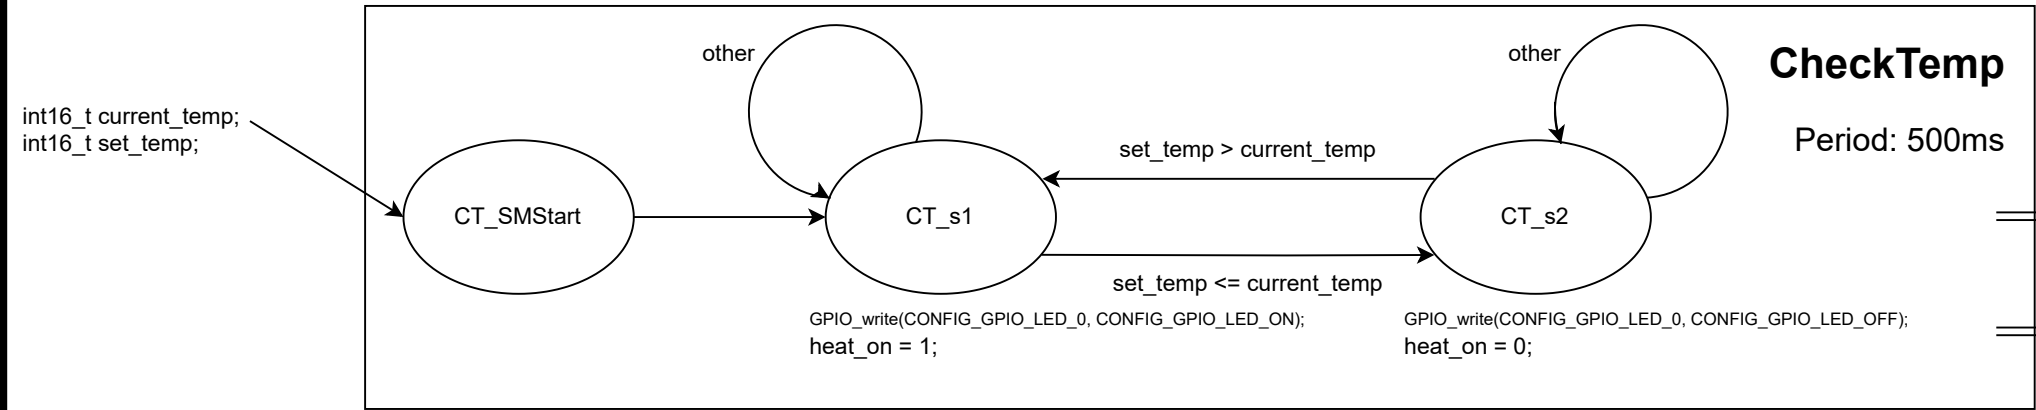 int16_t current_temp;
int16_t set_temp;
CT_SMStart
other
CT_s1
GPIO_write(CONFIG_GPIO_LED_0, CONFIG_GPIO_LED_ON);
heat_on = 1;
set_temp > current_temp
set_temp <= current_temp
other
CT_s2
GPIO_write(CONFIG_GPIO_LED_0, CONFIG_GPIO_LED_OFF);
heat_on = 0;
CheckTemp
Period: 500ms